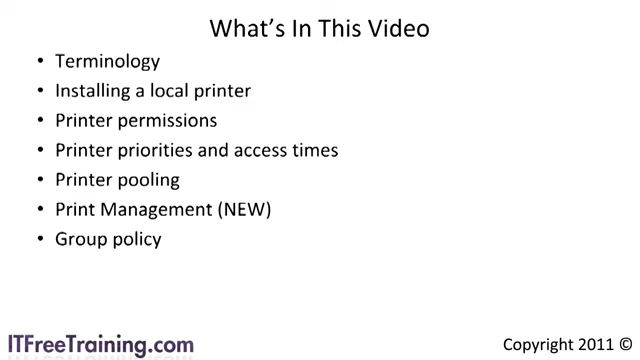 What's In This Video
• Terminology
• Installing a local printer
• Printer permissions
• Printer priorities and access times
• Printer pooling
• Print Management (NEW)
• Group policy
ITFreeTraining.com
Copyright 2011 ©